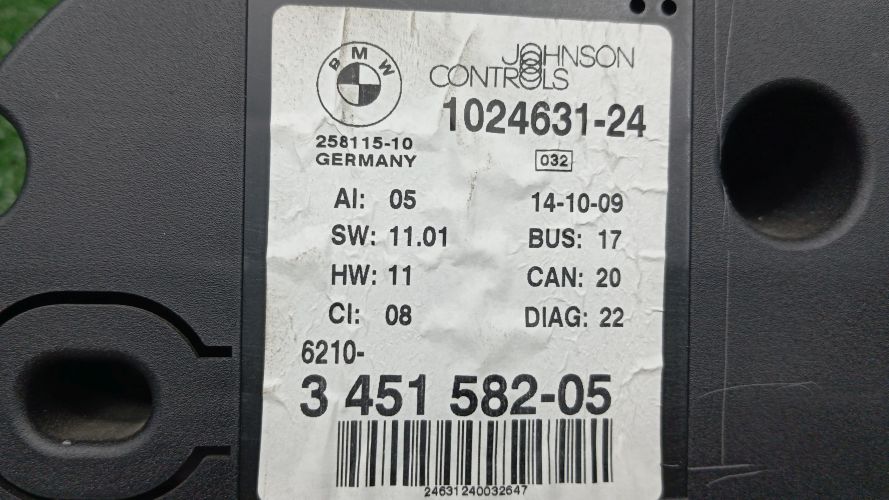 BMW
JOHNSON
CONTROLS
1024631-24
258115-10
GERMANY
032
AI: 05
14-10-09
SW: 11.01
BUS: 17
HW: 11
CAN: 20
CI: 08
DIAG: 22
6210-
3 451 582-05
24631240032647